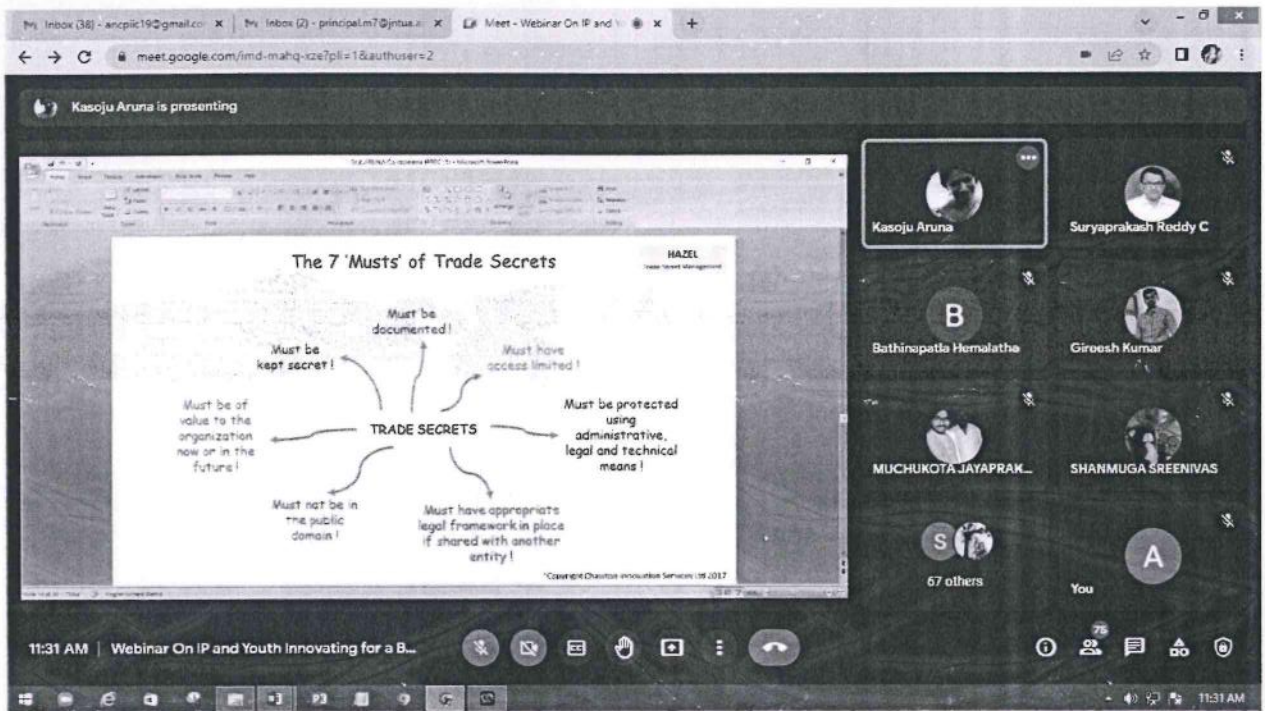 Inbox (38) - ancpiic19@gmail.co
Inbox (2) - principal.m7@jntua.a
Meet - Webinar On IP and
meet.google.com/imd-mahq-xze?pli=1&authuser=2
Kasoju Aruna is presenting
Microsoft PowerPoint
The 7 'Musts' of Trade Secrets
HAZEL
Trade Secret Management
Must be
documented!
Must be
kept secret!
Must have
access limited!
Must be of
value to the
organization
now or in the
future!
TRADE SECRETS
Must be protected
using
administrative,
legal and technical
means!
Must not be in
the public
domain!
Must have appropriate
legal framework in place
if shared with another
entity!
Innovation Services Ltd 2017
Kasoju Aruna
Suryaprakash Reddy C
B
Bathinapatla Hemalatha
Gireesh Kumar
MUCHUKOTA JAYAPRAK...
SHANMUGA SREENIVAS
S
67 others
A
You
11:31 AM | Webinar On IP and Youth Innovating for a B...
75
11:31 AM